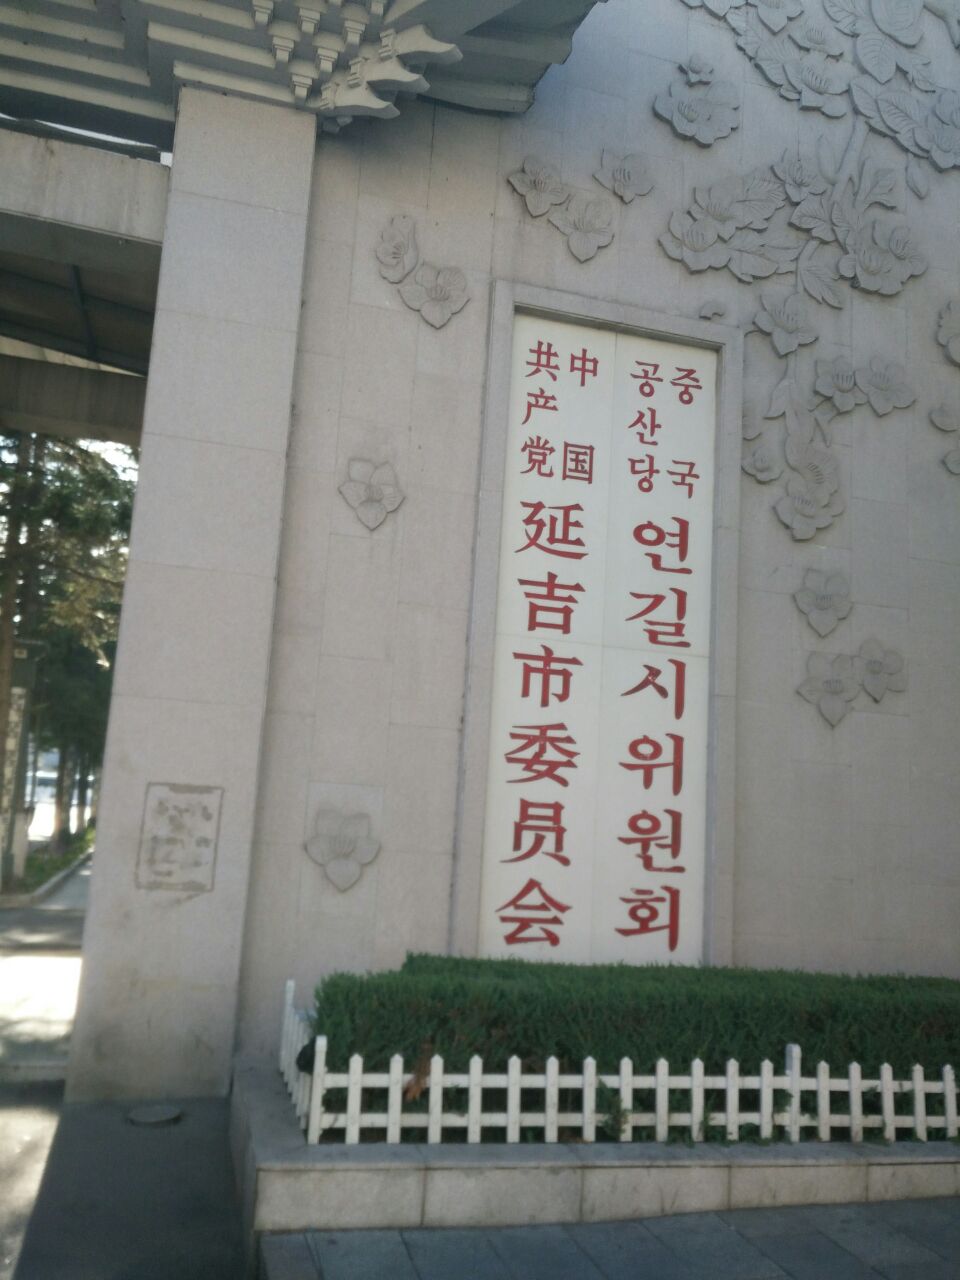 중국
공산당
연길시위원회
中国
共产党
延吉市委员会